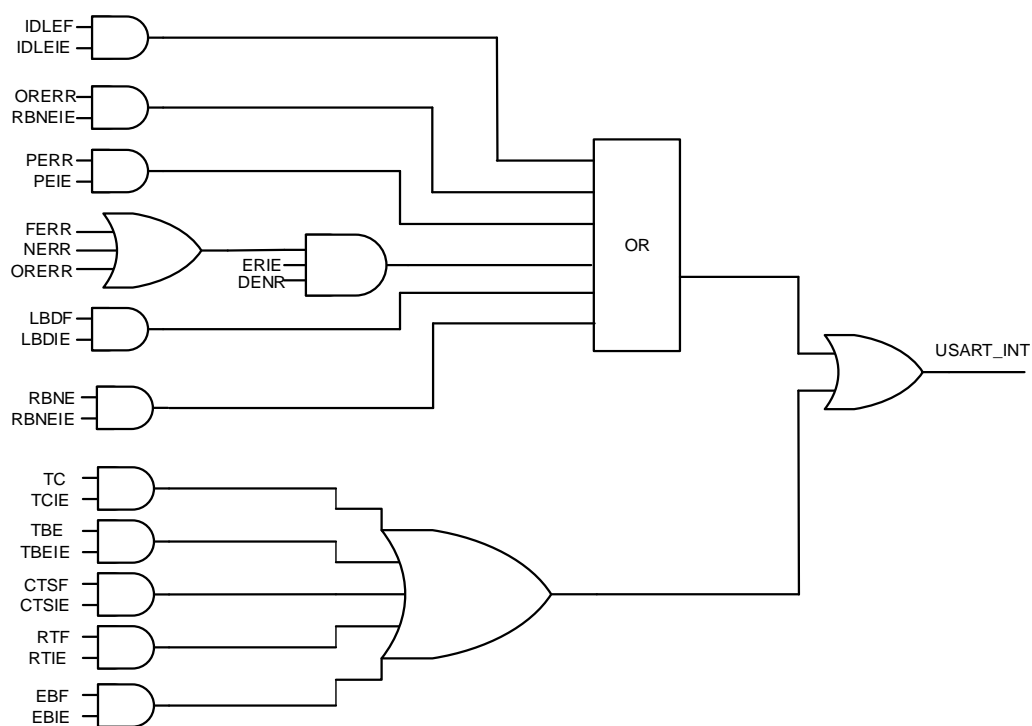 IDLEF
IDLEIE
ORERR
RBNEIE
PERR
PEIE
FERR
NERR
ORERR
ERIE
DENR
LBDF
LBDIE
RBNE
RBNEIE
OR
USART_INT
TC
TCIE
TBE
TBEIE
CTSF
CTSIE
RTF
RTIE
EBF
EBIE